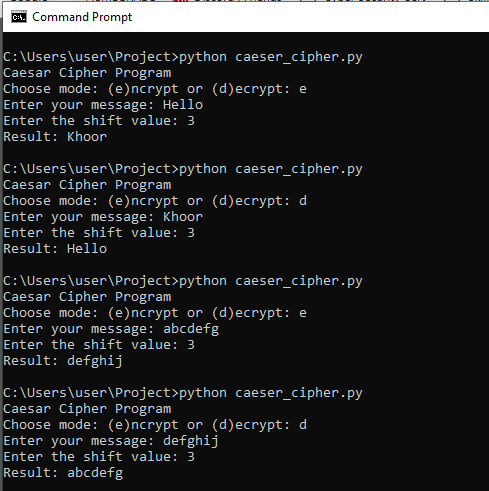 Command Prompt
C:\Users\user\Project>python caeser_cipher.py
Caesar Cipher Program
Choose mode: (e)ncrypt or (d)ecrypt: e
Enter your message: Hello
Enter the shift value: 3
Result: Khoor
C:\Users\user\Project>python caeser_cipher.py
Caesar Cipher Program
Choose mode: (e)ncrypt or (d)ecrypt: d
Enter your message: Khoor
Enter the shift value: 3
Result: Hello
C:\Users\user\Project>python caeser_cipher.py
Caesar Cipher Program
Choose mode: (e)ncrypt or (d)ecrypt: e
Enter your message: abcdefg
Enter the shift value: 3
Result: defghij
C:\Users\user\Project>python caeser_cipher.py
Caesar Cipher Program
Choose mode: (e)ncrypt or (d)ecrypt: d
Enter your message: defghij
Enter the shift value: 3
Result: abcdefg